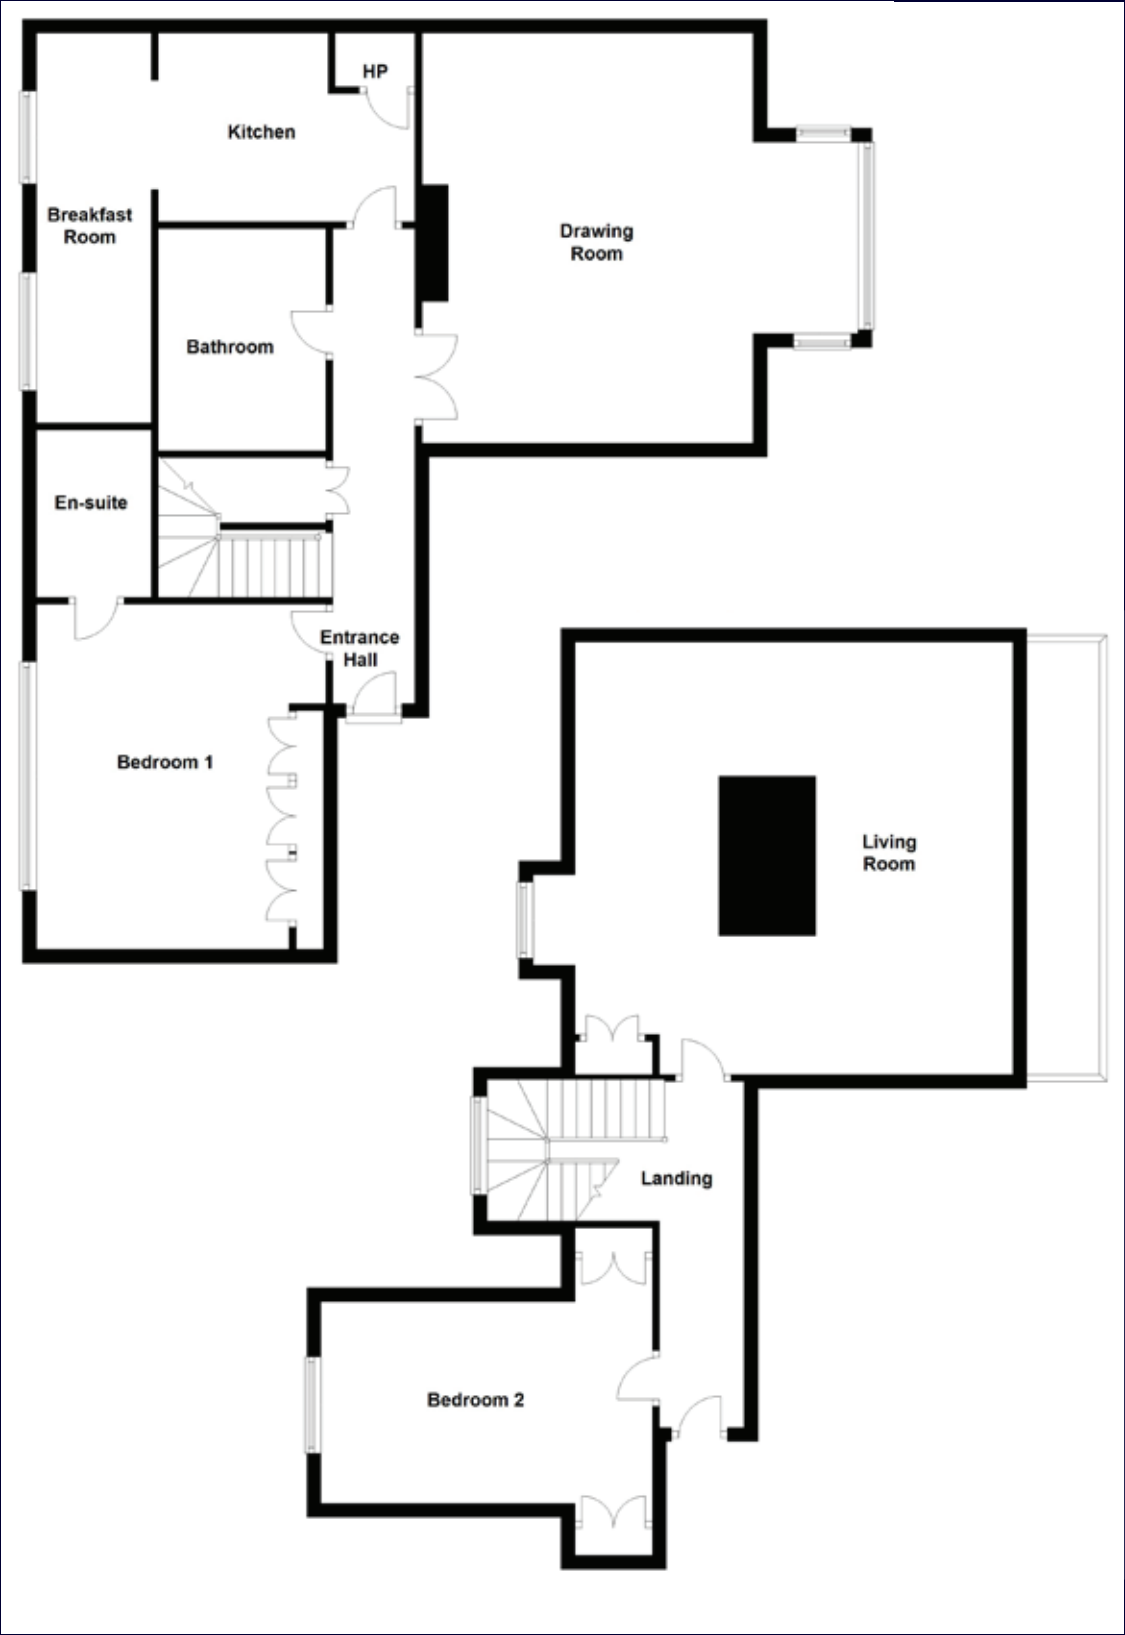 HP
Kitchen
Breakfast
Room
Drawing
Room
Bathroom
En-suite
Entrance
Hall
Bedroom 1
Living
Room
Landing
Bedroom 2